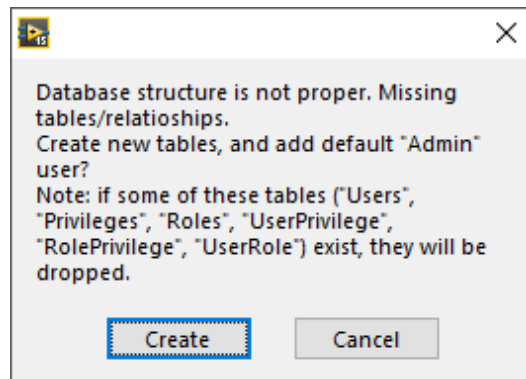 15
Database structure is not proper. Missing
tables/relatioships.
Create new tables, and add default "Admin"
user?
Note: if some of these tables ("Users",
"Privileges", "Roles", "UserPrivilege",
"RolePrivilege", "UserRole") exist, they will be
dropped.
Create
Cancel